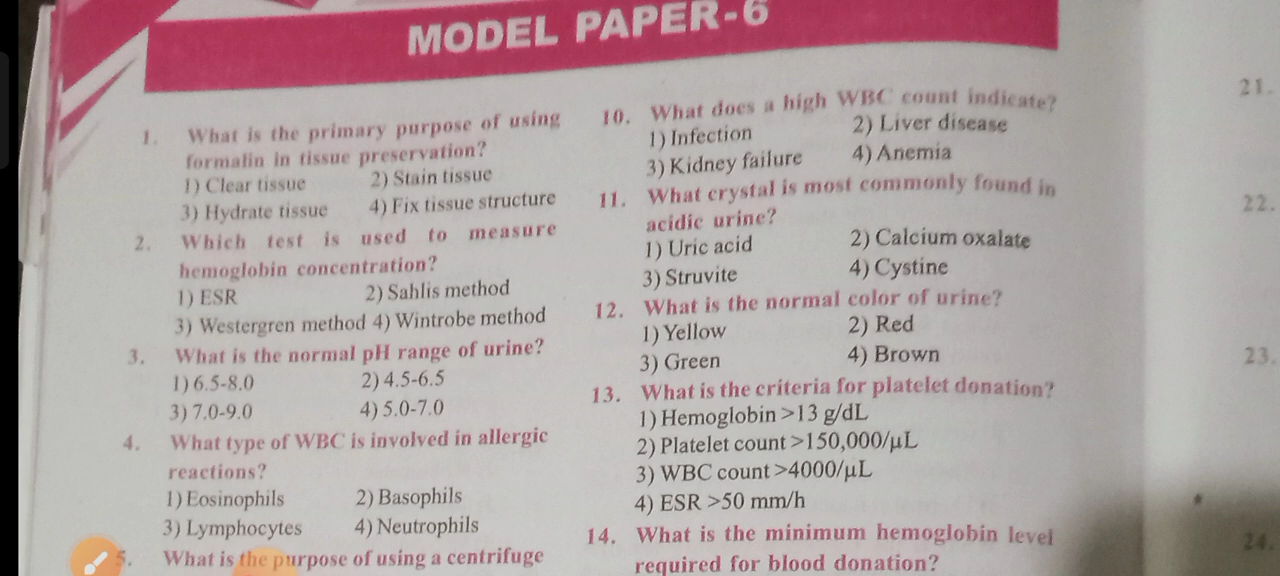 MODEL PAPER-6
1. What is the primary purpose of using
formalin in tissue preservation?
1) Clear tissue 2) Stain tissue
3) Hydrate tissue 4) Fix tissue structure
2. Which test is used to measure
hemoglobin concentration?
1) ESR 2) Sahlis method
3) Westergren method 4) Wintrobe method
3. What is the normal pH range of urine?
1) 6.5-8.0 2) 4.5-6.5
3) 7.0-9.0 4) 5.0-7.0
4. What type of WBC is involved in allergic
reactions?
1) Eosinophils 2) Basophils
3) Lymphocytes 4) Neutrophils
5. What is the purpose of using a centrifuge
10. What does a high WBC count indicate?
1) Infection 2) Liver disease
3) Kidney failure 4) Anemia
11. What crystal is most commonly found in
acidic urine?
1) Uric acid 2) Calcium oxalate
3) Struvite 4) Cystine
12. What is the normal color of urine?
1) Yellow 2) Red
3) Green 4) Brown
13. What is the criteria for platelet donation?
1) Hemoglobin >13 g/dL
2) Platelet count >150,000/µL
3) WBC count >4000/µL
4) ESR >50 mm/h
14. What is the minimum hemoglobin level
required for blood donation?
21.
22.
23.
24.